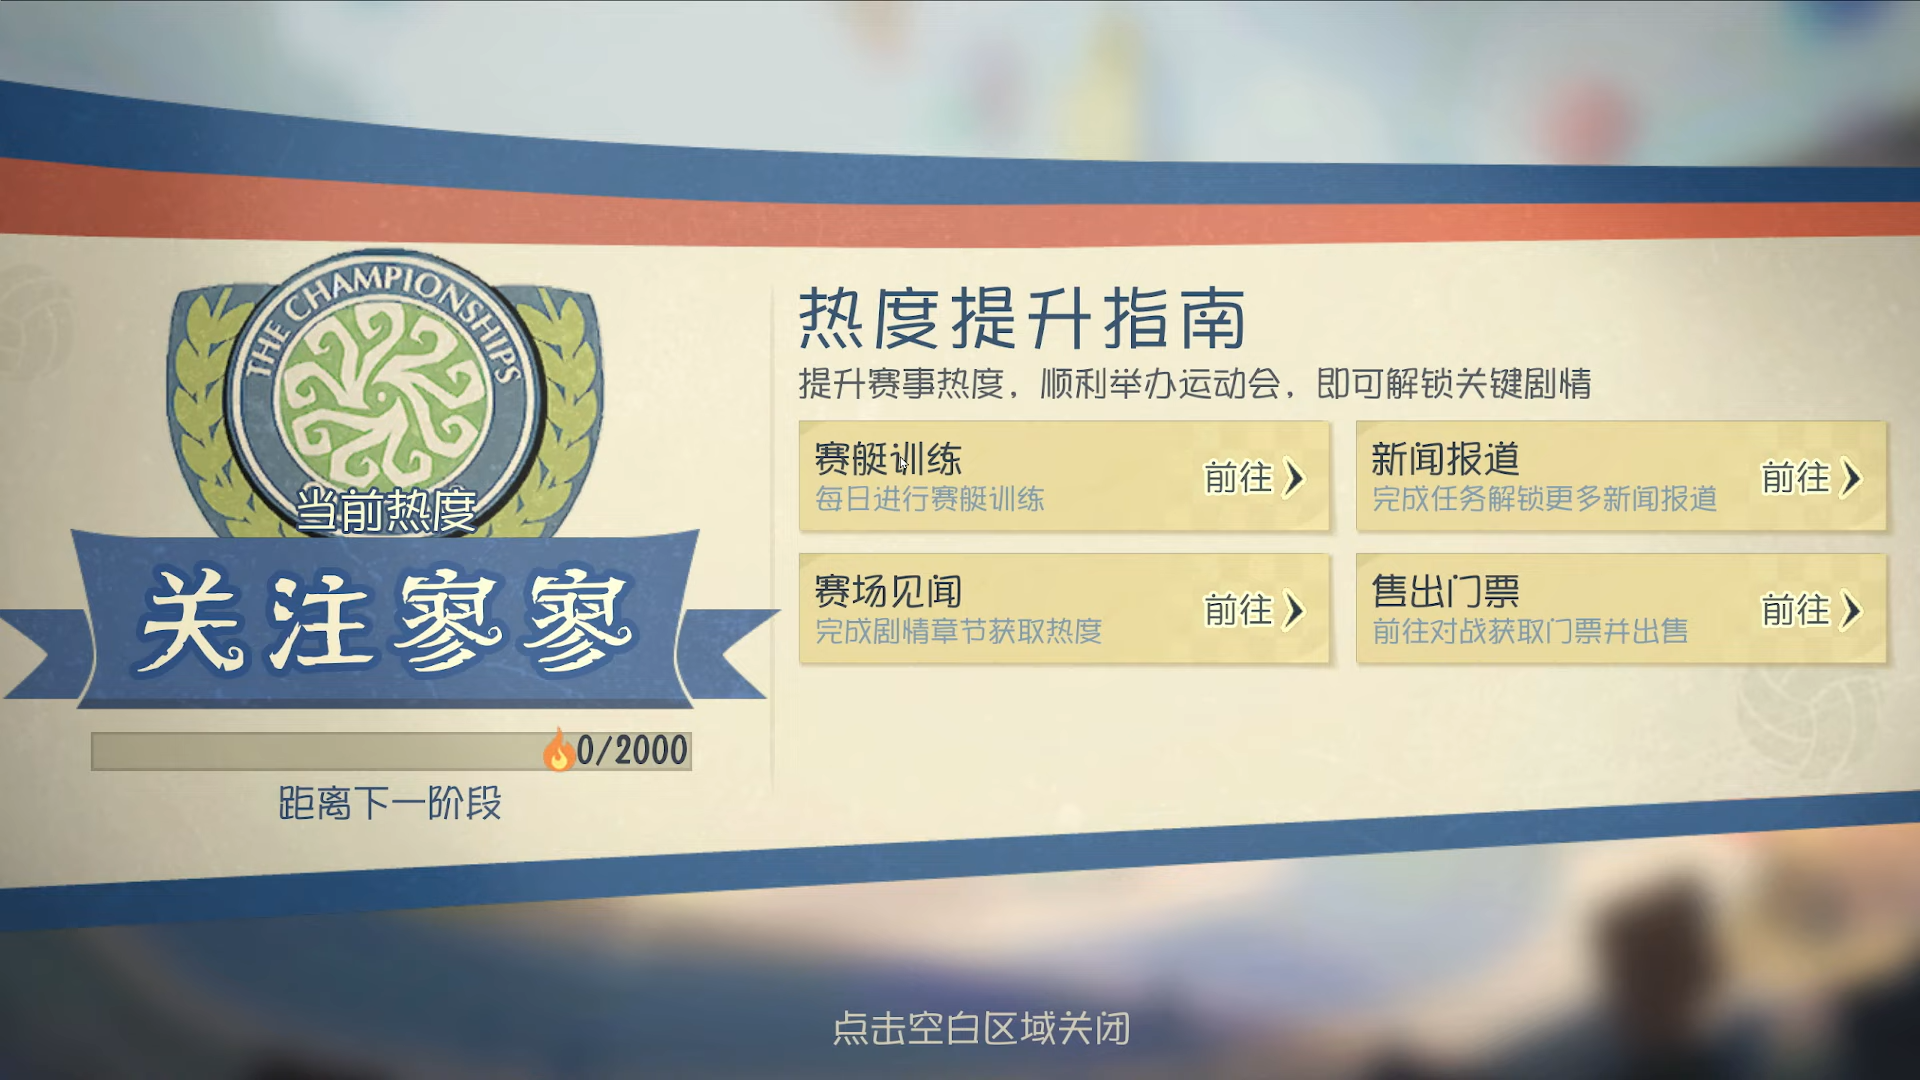 THE CHAMPIONSHIPS
当前热度
关注寥寥
0/2000
距离下一阶段
热度提升指南
提升赛事热度，顺利举办运动会，即可解锁关键剧情
赛艇训练
每日进行赛艇训练
前往
新闻报道
完成任务解锁更多新闻报道
前往
赛场见闻
完成剧情章节获取热度
前往
售出门票
前往对战获取门票并出售
前往
点击空白区域关闭